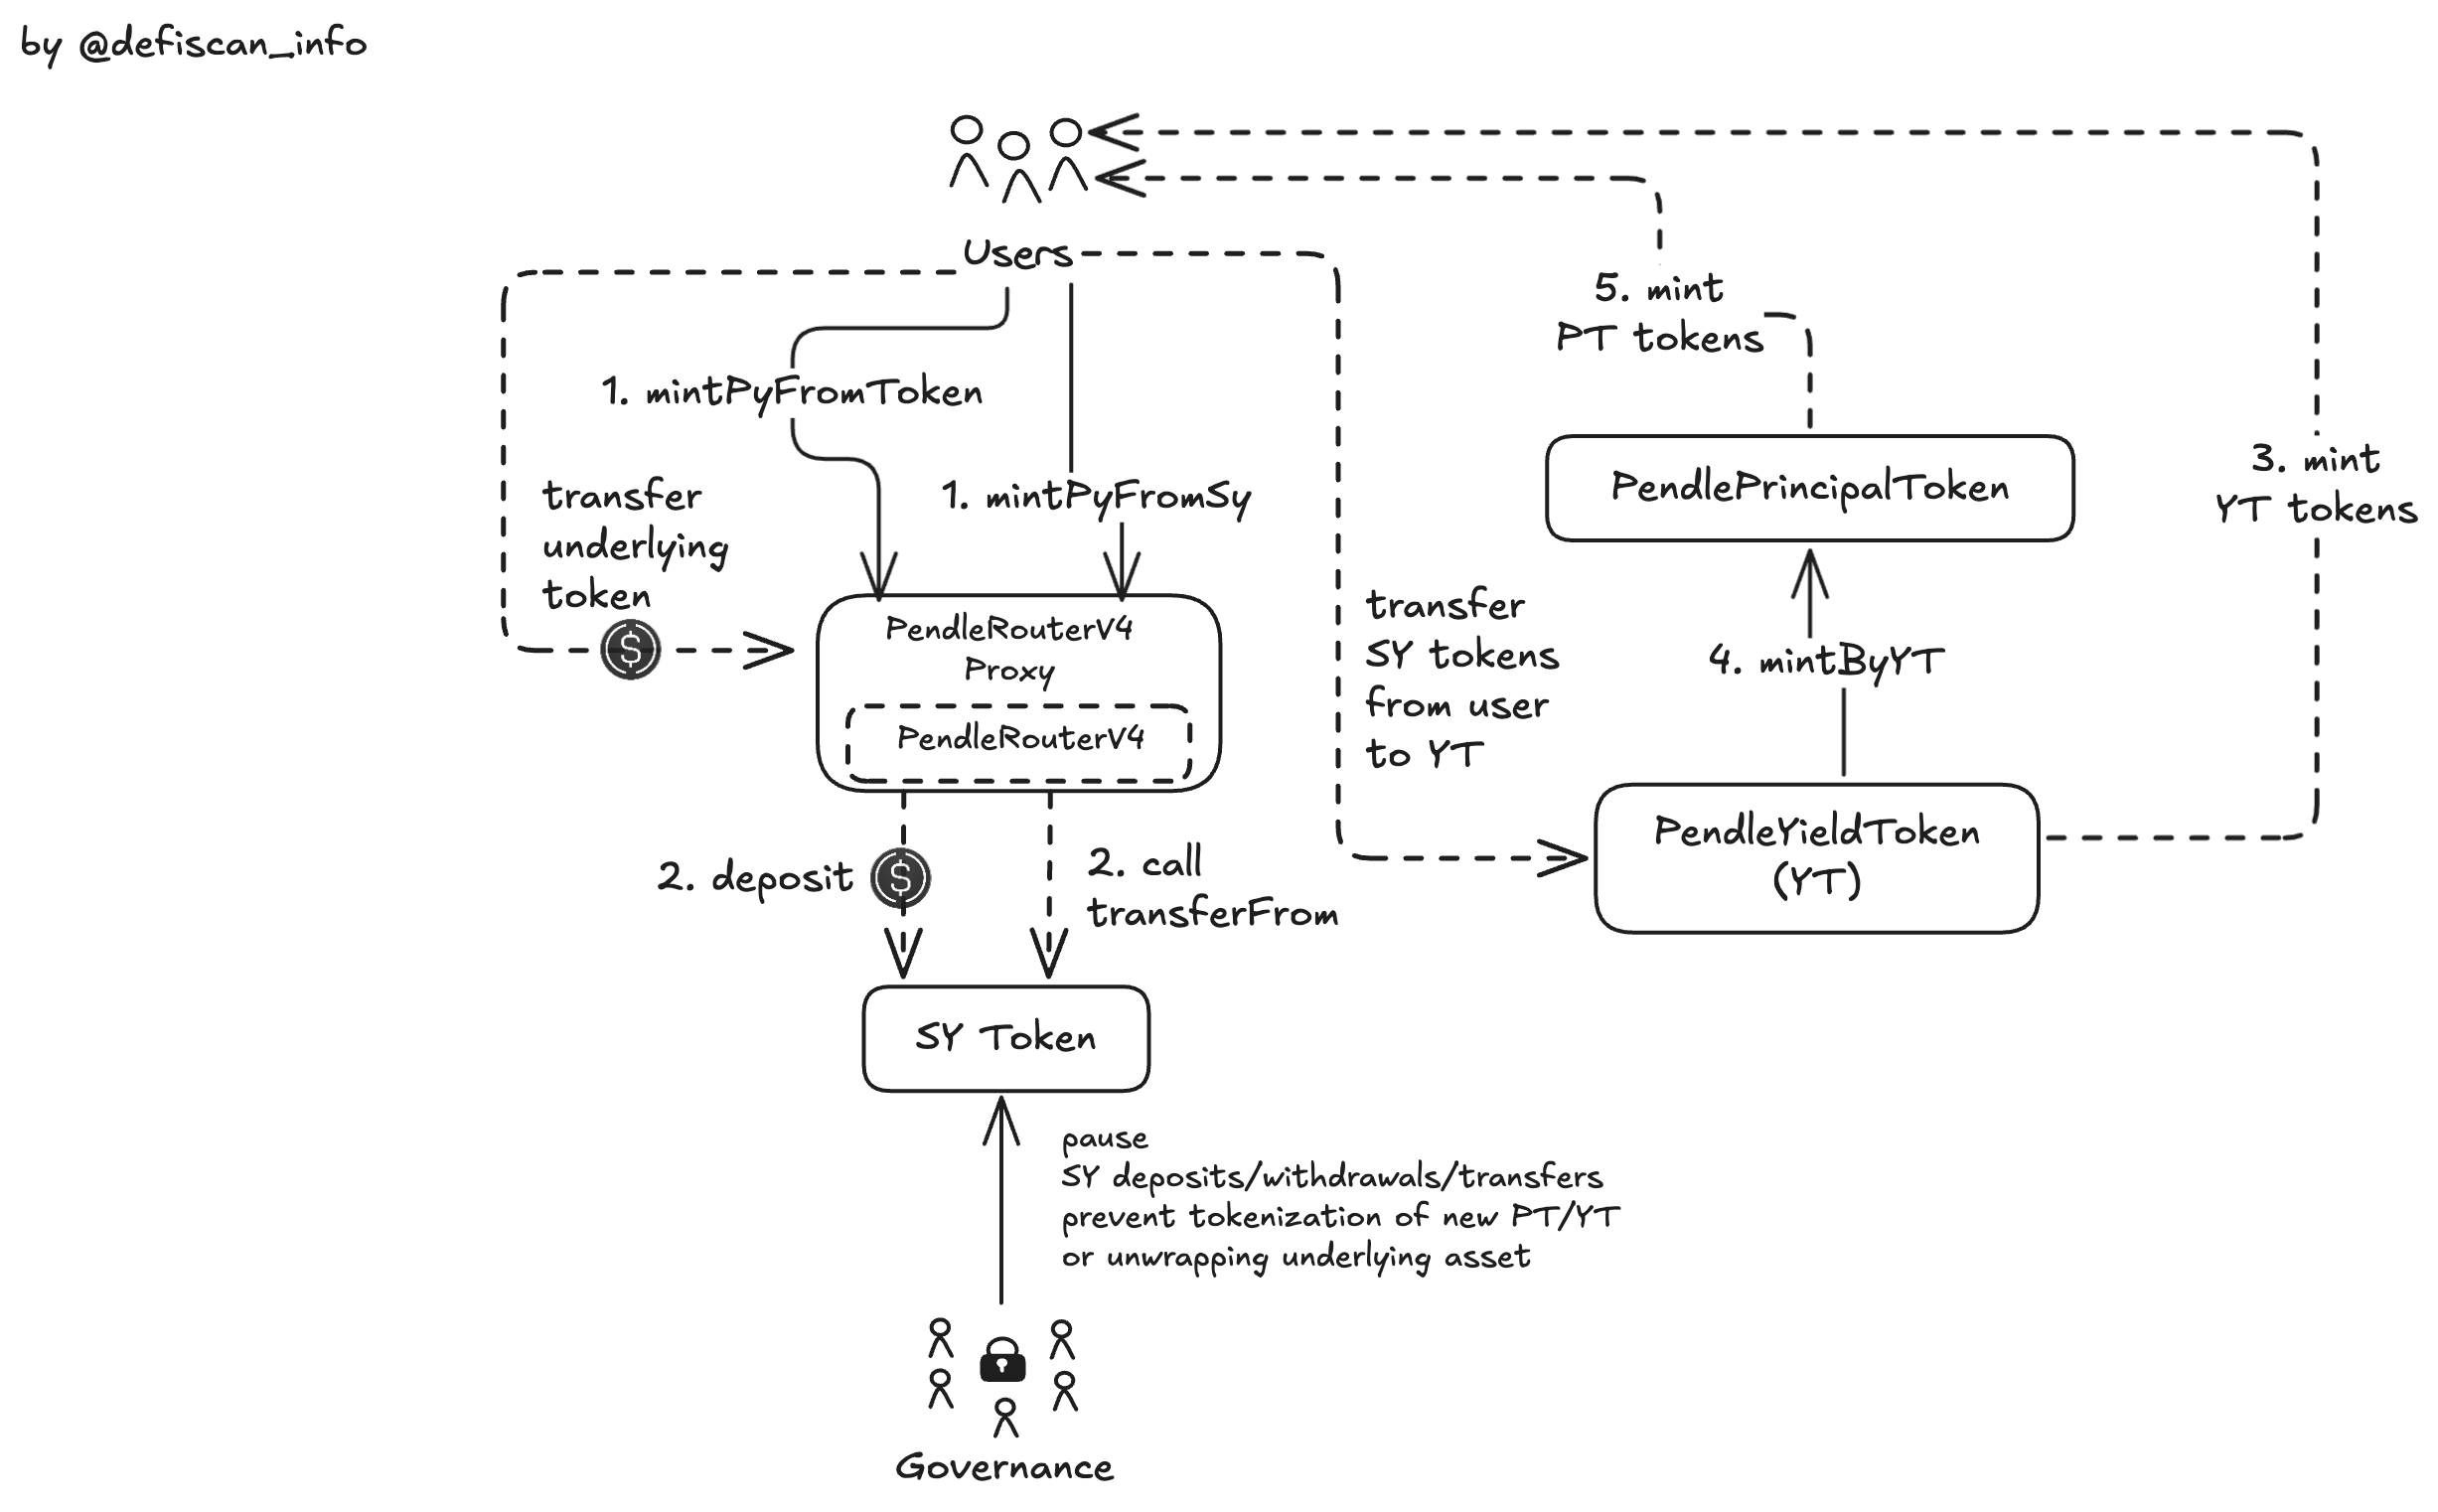 by @defiscan_info
Users
5. mint
PT tokens
1. mintPyFromToken
3. mint
YT tokens
transfer
underlying
token
1. mintPyFromSy
PendlePrincipalToken
$
PendleRouterV4
Proxy
PendleRouterV4
transfer
SY tokens
from user
to YT
4. mintByYT
PendleYieldToken
(YT)
2. deposit
$
2. call
transferFrom
SY Token
pause
SY deposits/withdrawals/transfers
prevent tokenization of new PT/YT
or unwrapping underlying asset
Governance